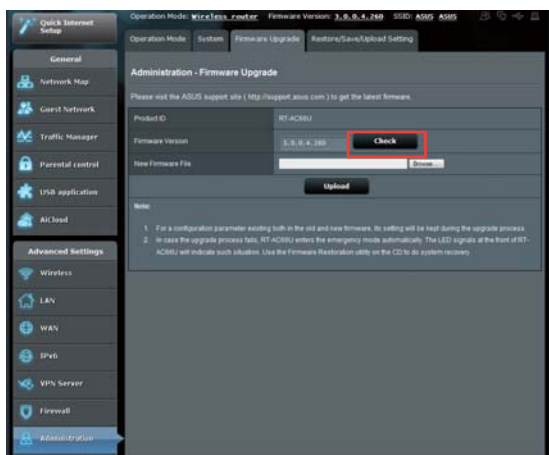 Quick Internet Setup
Operation Mode: Wireless router Firmware Version: 3.0.0.4.260 SSID: ASUS ASUS
Operation Mode System Firmware Upgrade Restore/Save/Upload Setting
General
Network Map
Guest Network
Traffic Manager
Parental control
USB application
AiCloud
Advanced Settings
Wireless
LAN
WAN
IPv6
VPN Server
Firewall
Administration
Administration - Firmware Upgrade
Please visit the ASUS support site ( http://support.asus.com ) to get the latest firmware.
Product ID RT-AC66U
Firmware Version 3.0.0.4.260 Check
New Firmware File Browse...
Upload
Note:
1. For a configuration parameter existing both in the old and new firmware, its setting will be kept during the upgrade process.
2. In case the upgrade process fails, RT-AC66U enters the emergency mode automatically. The LED signals at the front of RT-
AC66U will indicate such situation. Use the Firmware Restoration utility on the CD to do system recovery.